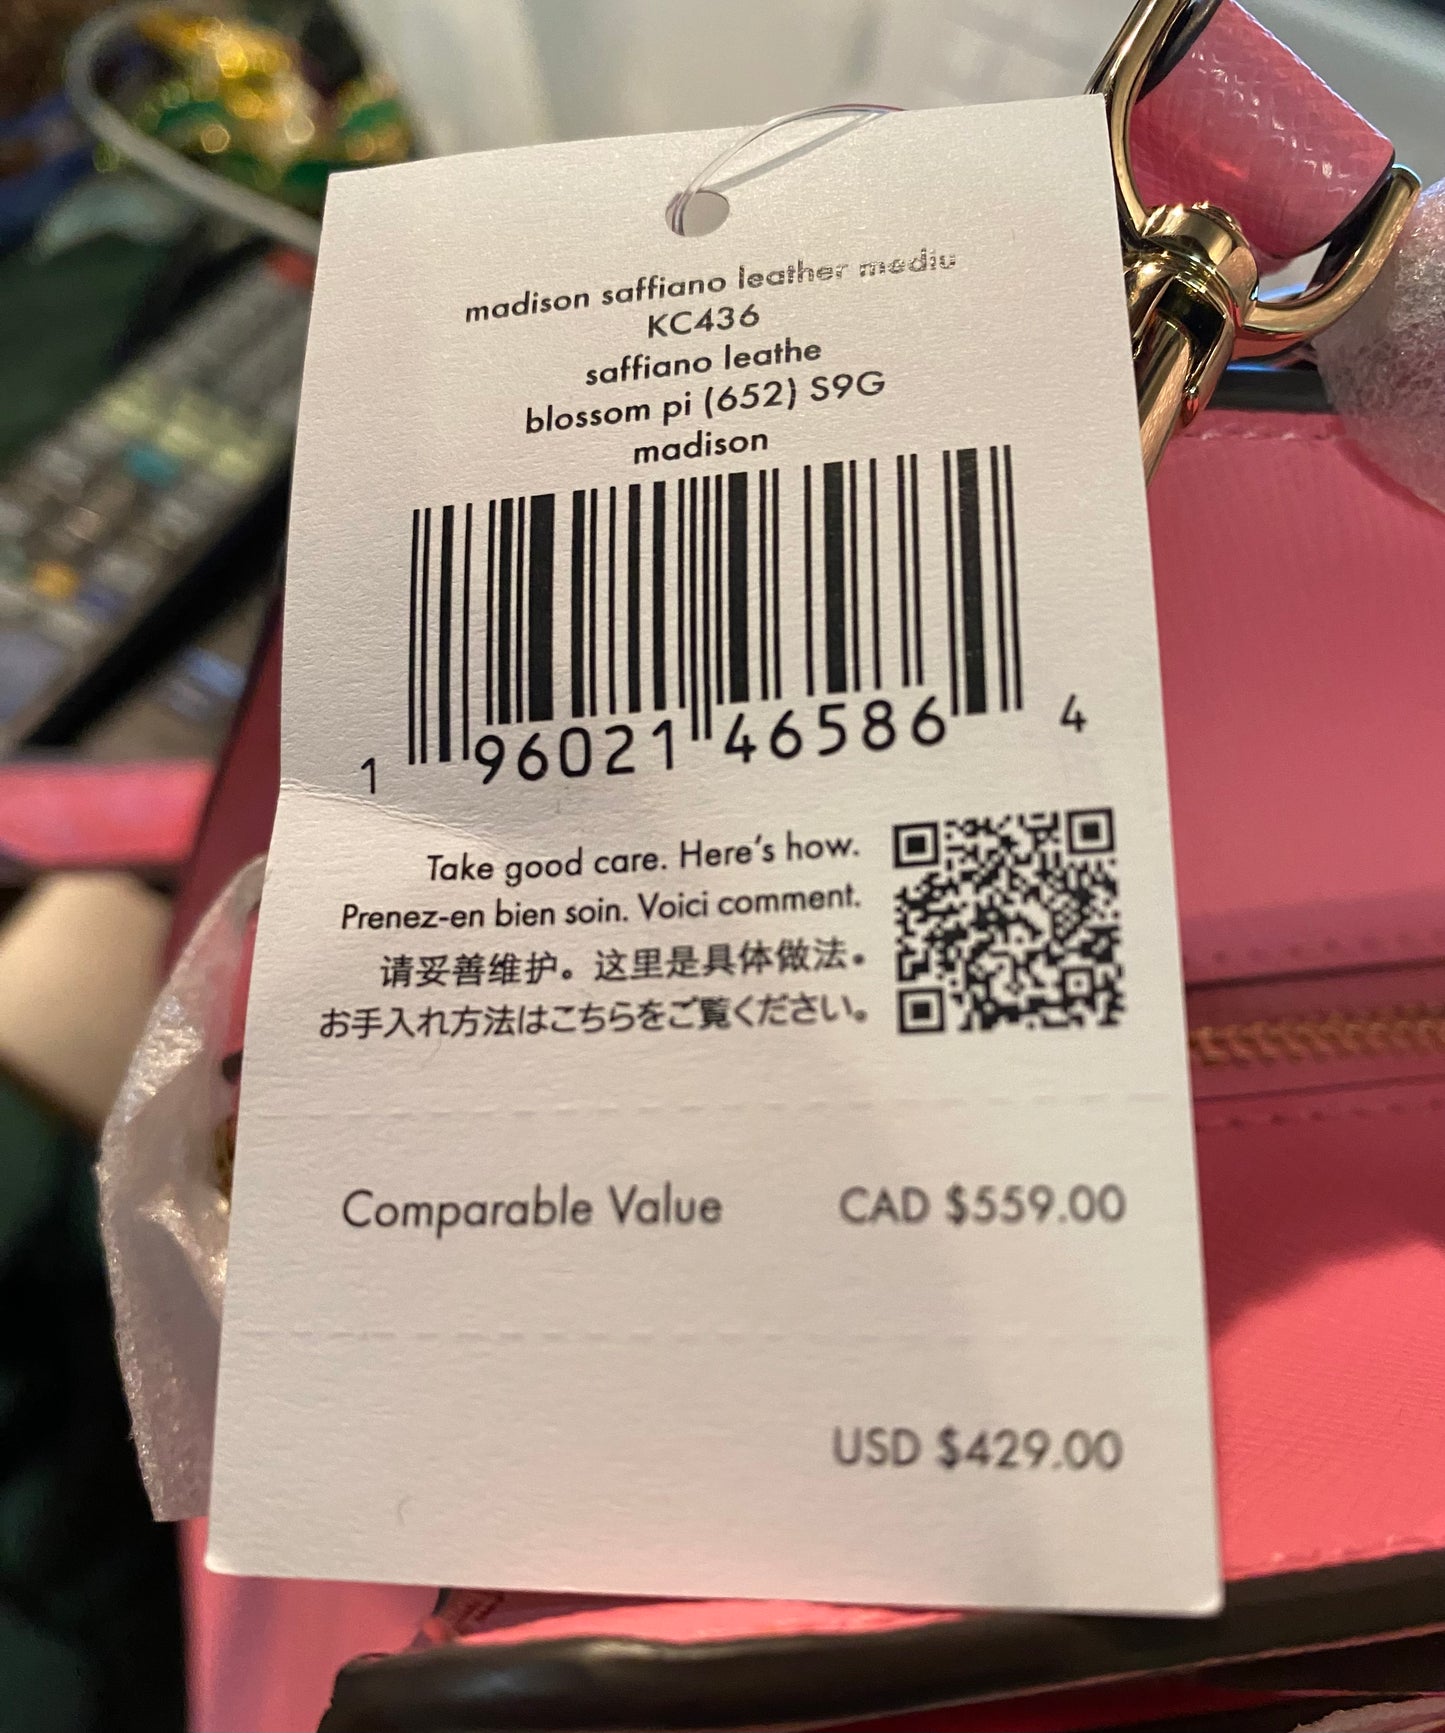 madison saffiano leather mediu
KC436
saffiano leathe
blossom pi (652) S9G
madison
1 96021 46586 4
Take good care. Here's how.
Prenez-en bien soin. Voici comment.
请妥善维护。这里是具体做法。
お手入れ方法はこちらをご覧ください。
Comparable Value CAD $559.00
USD $429.00